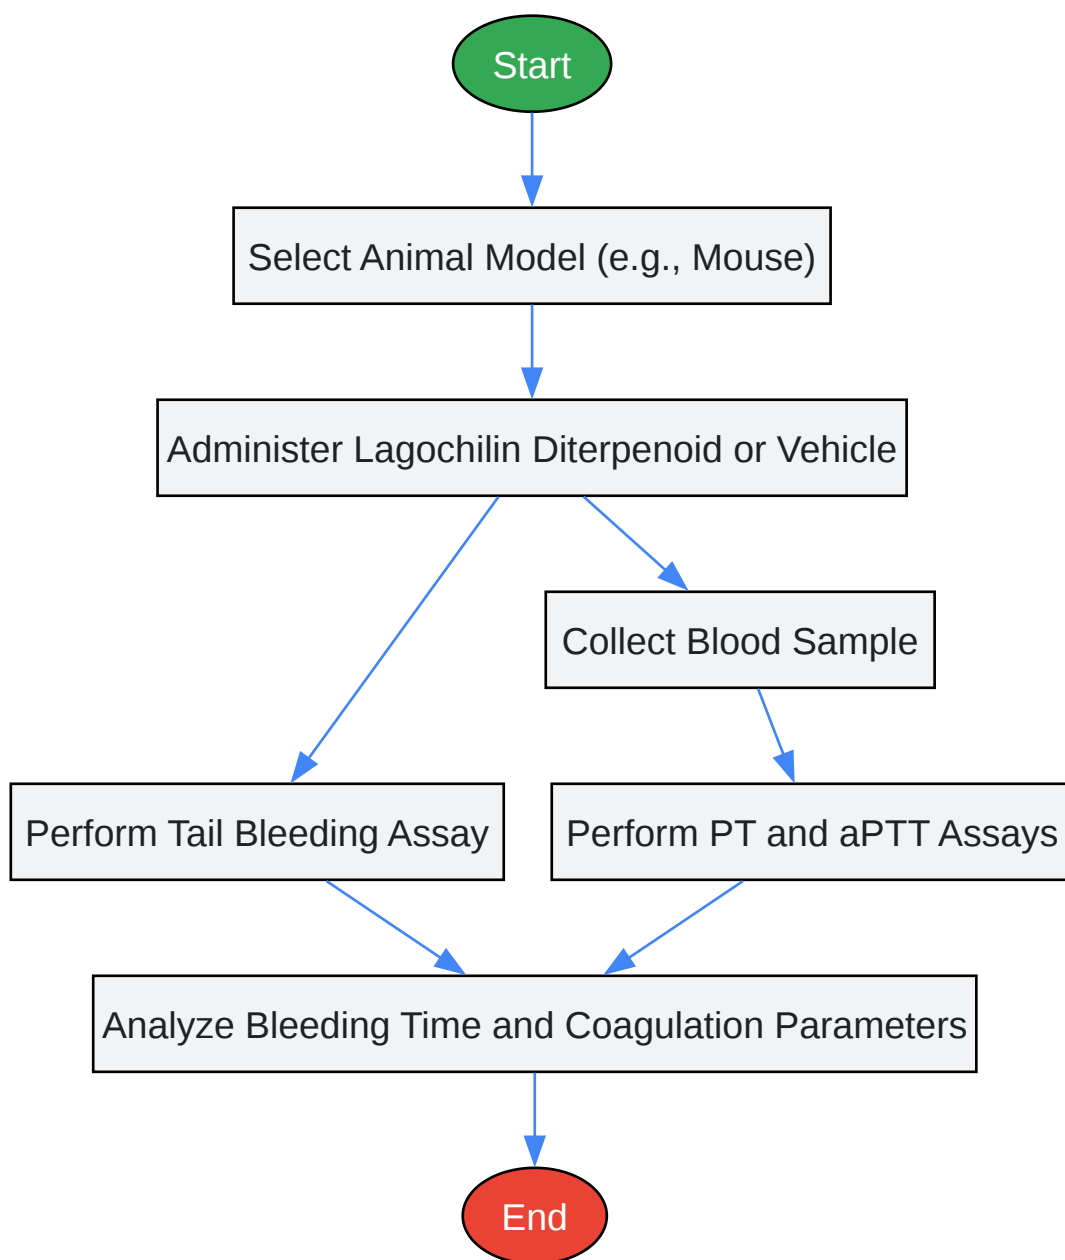 Start
Select Animal Model (e.g., Mouse)
Administer Lagochilin Diterpenoid or Vehicle
Collect Blood Sample
Perform Tail Bleeding Assay
Perform PT and aPTT Assays
Analyze Bleeding Time and Coagulation Parameters
End